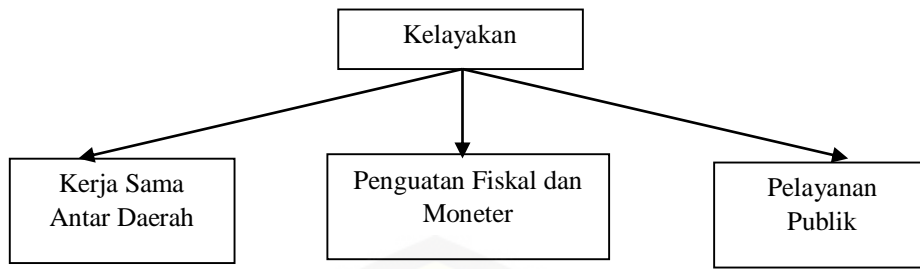 Kelayakan
Kerja Sama
Antar Daerah
Penguatan Fiskal dan
Moneter
Pelayanan
Publik